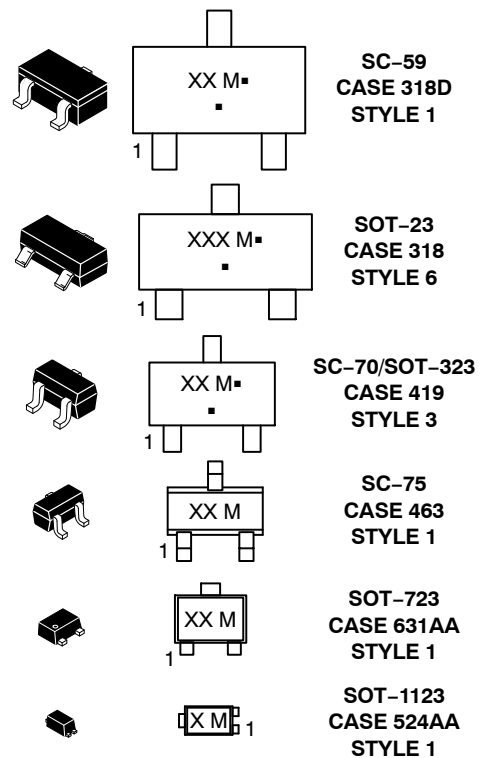 XX M▪
▪
1
SC−59
CASE 318D
STYLE 1
XXX M▪
▪
1
SOT−23
CASE 318
STYLE 6
XX M▪
▪
1
SC−70/SOT−323
CASE 419
STYLE 3
XX M
1
SC−75
CASE 463
STYLE 1
XX M
1
SOT−723
CASE 631AA
STYLE 1
X M
1
SOT−1123
CASE 524AA
STYLE 1